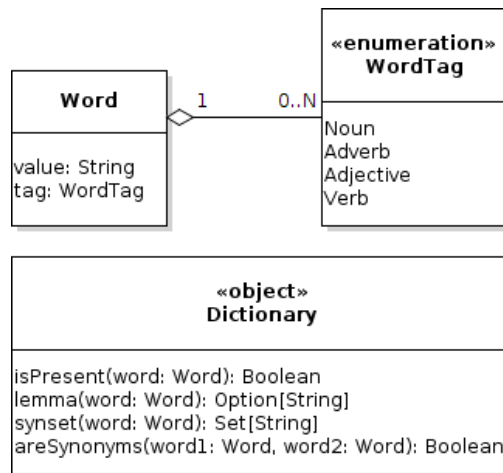 Word
value: String
tag: WordTag
1
0..N
«enumeration»
WordTag
Noun
Adverb
Adjective
Verb
«object»
Dictionary
isPresent(word: Word): Boolean
lemma(word: Word): Option[String]
synset(word: Word): Set[String]
areSynonyms(word1: Word, word2: Word): Boolean